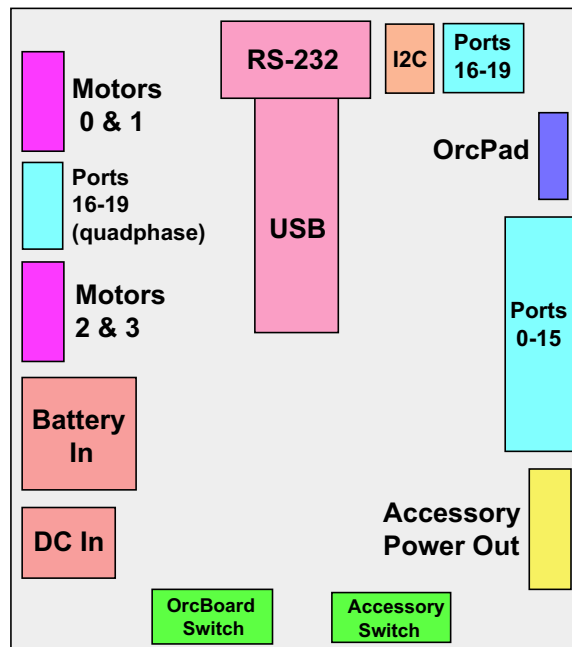 RS-232
I2C
Ports
16-19
Motors
0 & 1
OrcPad
Ports
16-19
(quadphase)
USB
Motors
2 & 3
Ports
0-15
Battery
In
DC In
Accessory
Power Out
OrcBoard
Switch
Accessory
Switch